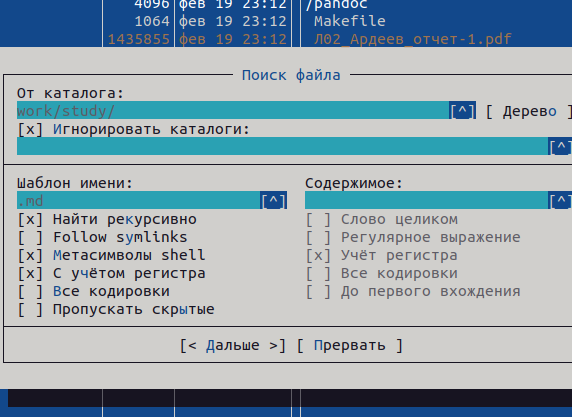 4096 фев 19 23:12 /pandoc
1064 фев 19 23:12 Makefile
1435855 фев 19 23:12 Л02_Ардеев_отчет-1.pdf
Поиск файла
От каталога:
work/study/ [^] [ Дерево ]
[x] Игнорировать каталоги:
[^]
Шаблон имени: Содержимое:
.md [^] [^]
[x] Найти рекурсивно [ ] Слово целиком
[ ] Follow symlinks [ ] Регулярное выражение
[x] Метасимволы shell [x] Учёт регистра
[x] С учётом регистра [ ] Все кодировки
[ ] Все кодировки [ ] До первого вхождения
[ ] Пропускать скрытые
[< Дальше >] [ Прервать ]